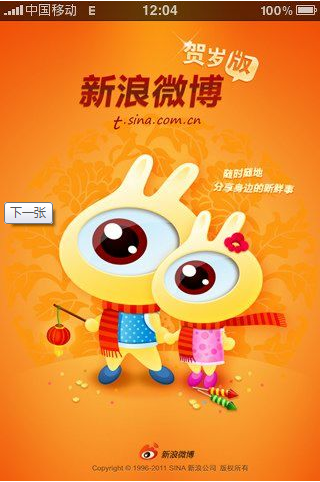 中国移动 E 12:04 100%
贺岁版
新浪微博
t.sina.com.cn
随时随地
分享身边的新鲜事
下一张
新浪微博
Copyright © 1996-2011 SINA 新浪公司 版权所有